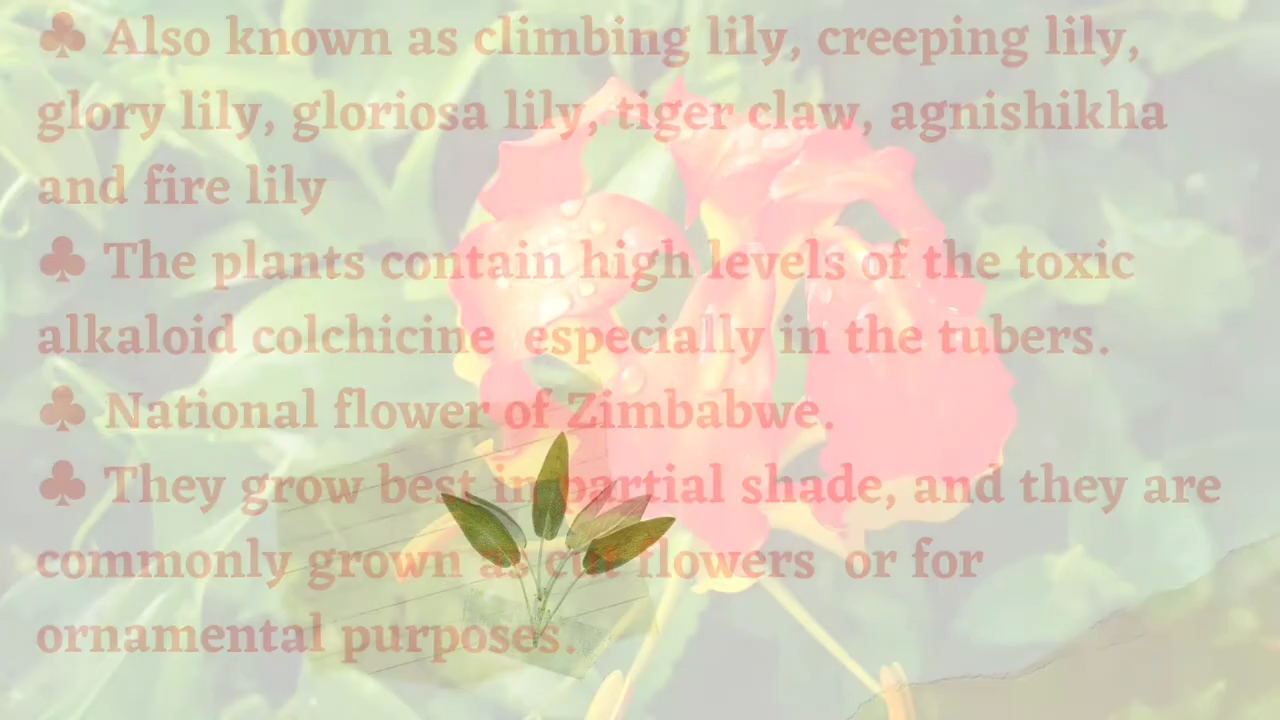 ♣ Also known as climbing lily, creeping lily,
glory lily, gloriosa lily, tiger claw, agnishikha
and fire lily
♣ The plants contain high levels of the toxic
alkaloid colchicine  especially in the tubers.
♣ National flower of Zimbabwe.
♣ They grow best in partial shade, and they are
commonly grown as cut flowers  or for
ornamental purposes.